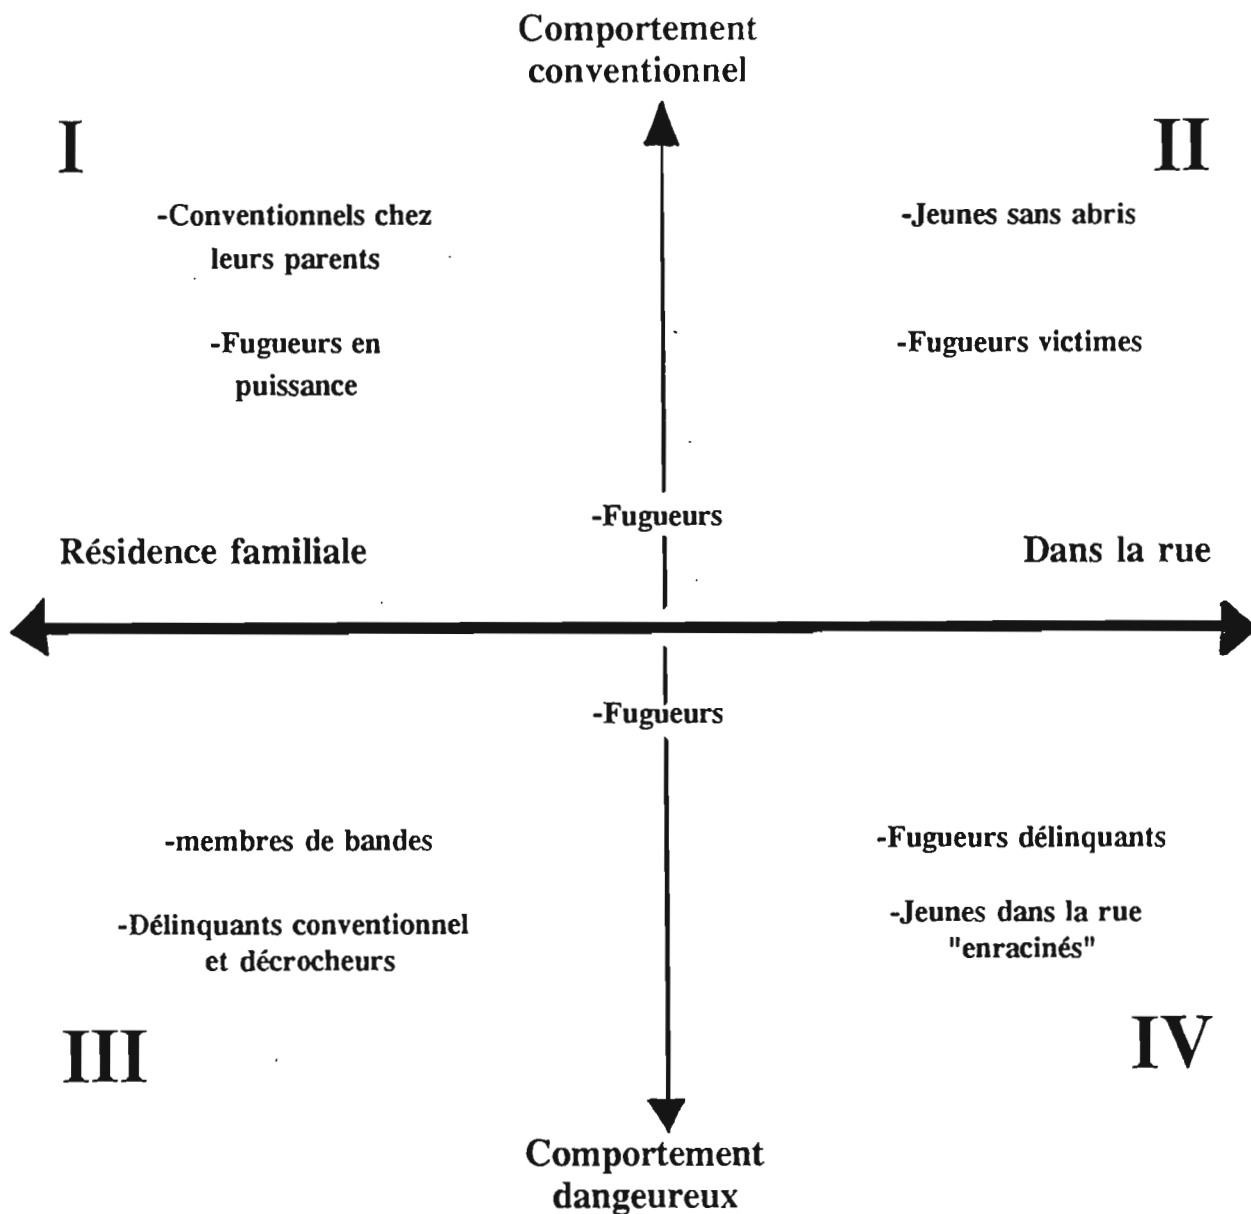 Comportement
conventionnel
I
II
-Conventionnels chez
leurs parents
-Jeunes sans abris
-Fugueurs en
puissance
-Fugueurs victimes
-Fugueurs
Résidence familiale
Dans la rue
-Fugueurs
-membres de bandes
-Fugueurs délinquants
-Délinquants conventionnel
et décrocheurs
-Jeunes dans la rue
"enracinés"
III
IV
Comportement
dangeureux